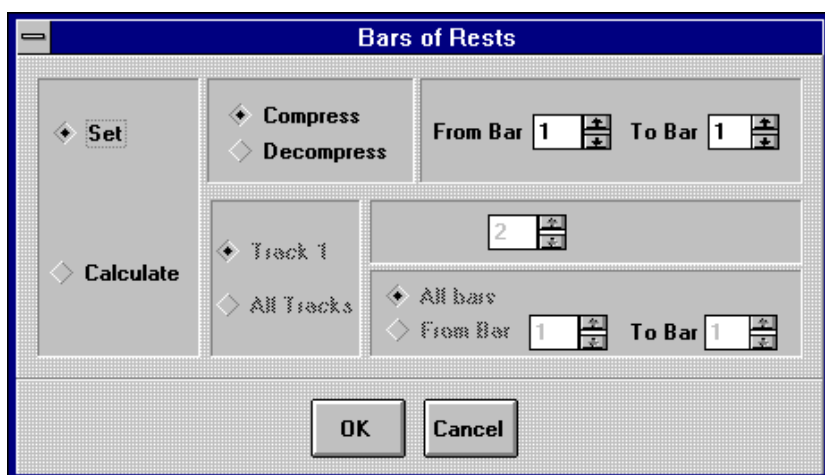 Bars of Rests
Set
Compress
Decompress
From Bar 1 To Bar 1
Calculate
Track 1
All Tracks
2
All bars
From Bar 1 To Bar 1
OK Cancel